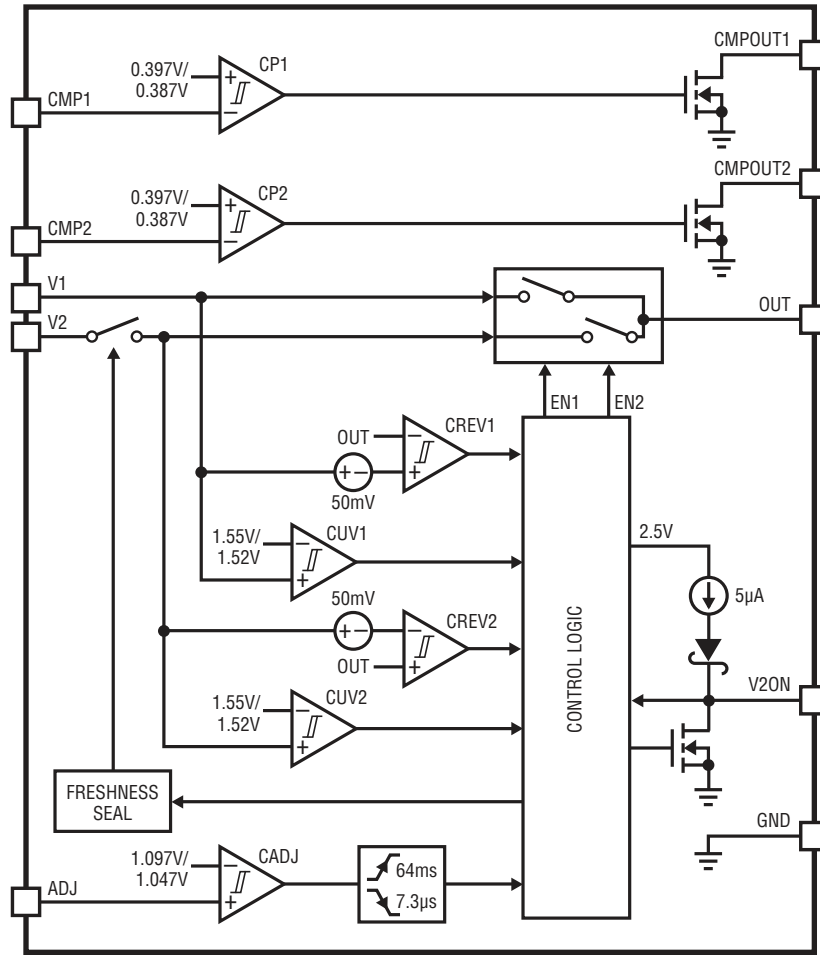 CMPOUT1
CP1
0.397V/
0.387V
+
−
CMP1
CMPOUT2
CP2
0.397V/
0.387V
+
−
CMP2
V1
V2
OUT
EN1
EN2
CREV1
OUT
−
+
+ −
50mV
2.5V
1.55V/
1.52V
CUV1
−
+
5µA
50mV
+ −
CREV2
−
+
OUT
CONTROL LOGIC
V2ON
1.55V/
1.52V
CUV2
−
+
FRESHNESS
SEAL
GND
1.097V/
1.047V
CADJ
−
+
64ms
7.3µs
ADJ